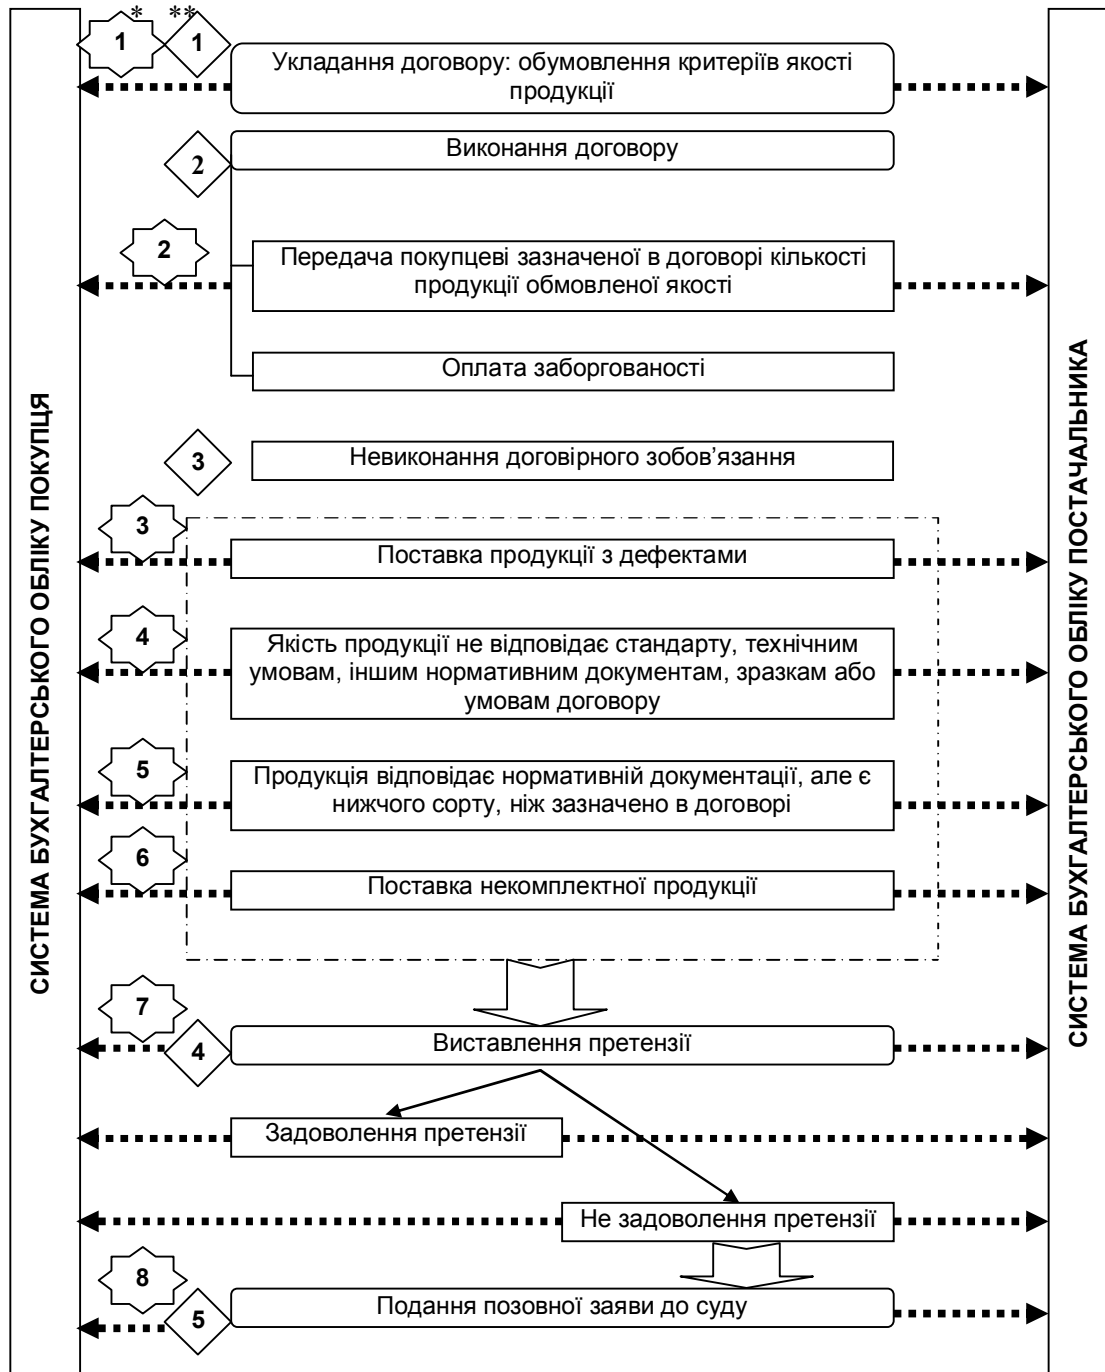 * **
1 1
Укладання договору: обумовлення критеріїв якості
продукції
2
Виконання договору
2
Передача покупцеві зазначеної в договорі кількості
продукції обмовленої якості
Оплата заборгованості
3
Невиконання договірного зобов’язання
3
Поставка продукції з дефектами
4
Якість продукції не відповідає стандарту, технічним
умовам, іншим нормативним документам, зразкам або
умовам договору
5
Продукція відповідає нормативній документації, але є
нижчого сорту, ніж зазначено в договорі
6
Поставка некомплектної продукції
7
4
Виставлення претензії
Задоволення претензії
Не задоволення претензії
8
5
Подання позовної заяви до суду
СИСТЕМА БУХГАЛТЕРСЬКОГО ОБЛІКУ ПОКУПЦЯ
СИСТЕМА БУХГАЛТЕРСЬКОГО ОБЛІКУ ПОСТАЧАЛЬНИКА